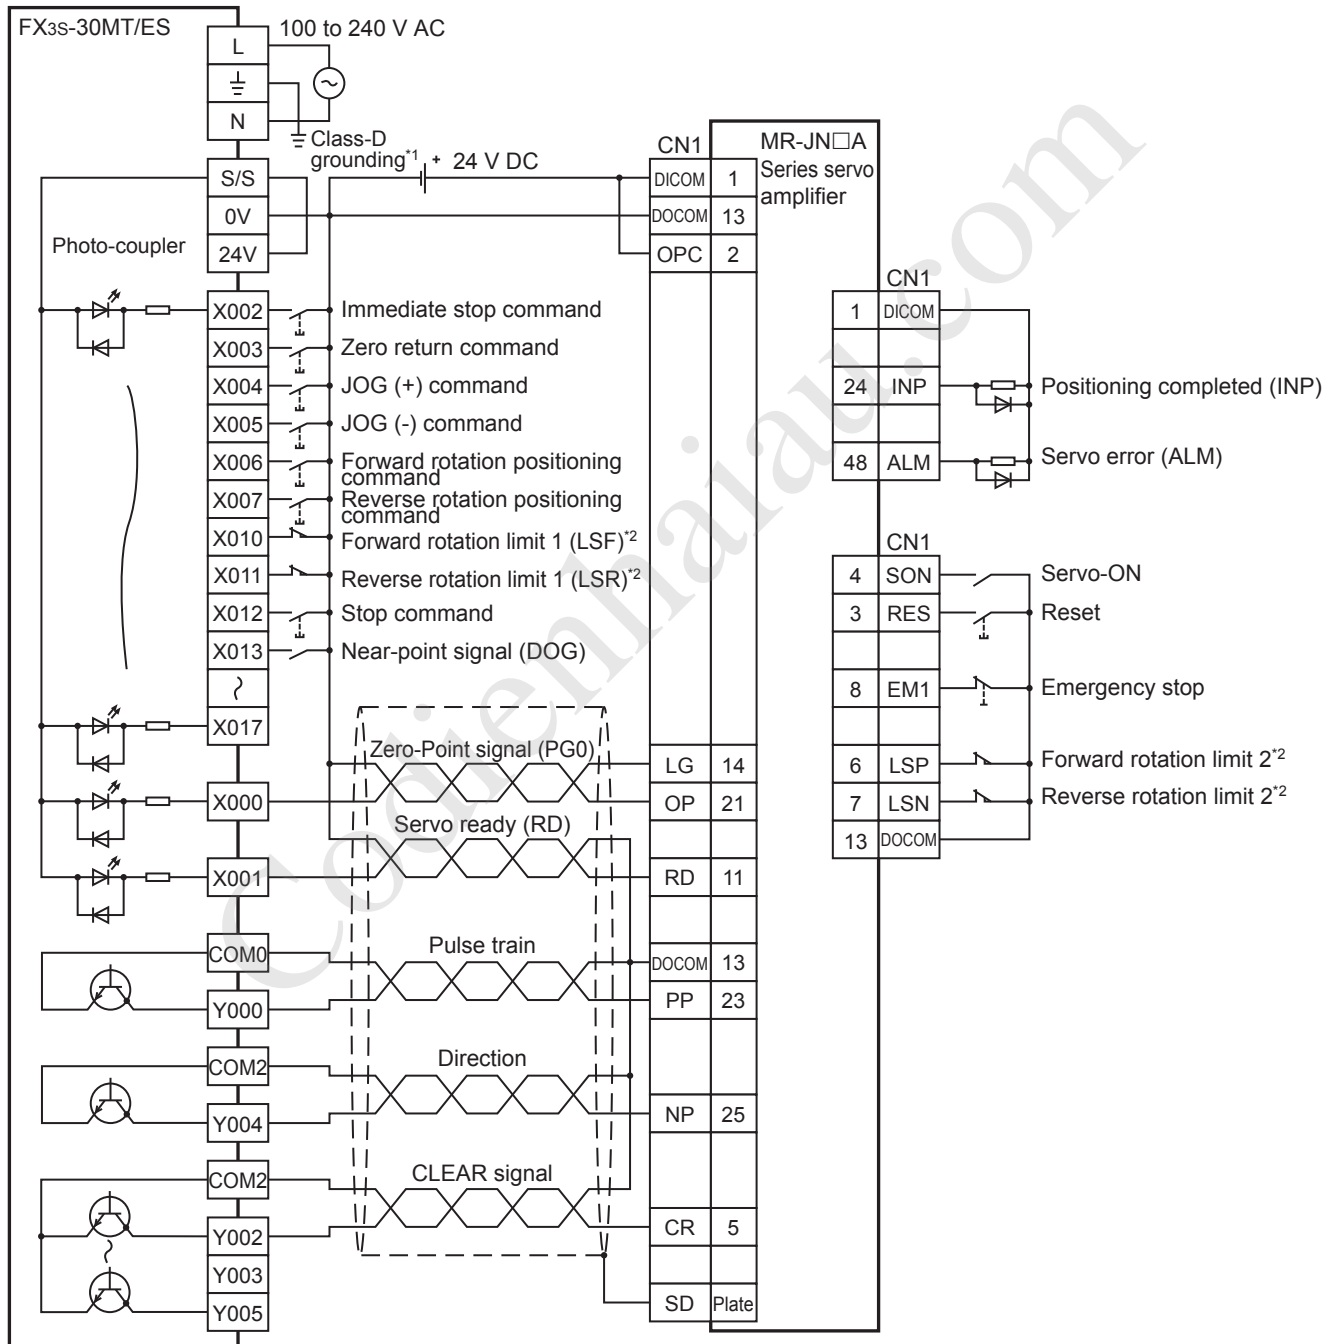 FX3S-30MT/ES
L
100 to 240 V AC
N
Class-D
grounding*1
+ 24 V DC
S/S
0V
24V
Photo-coupler
X002 Immediate stop command
X003 Zero return command
X004 JOG (+) command
X005 JOG (-) command
X006 Forward rotation positioning
command
X007 Reverse rotation positioning
command
X010 Forward rotation limit 1 (LSF)*2
X011 Reverse rotation limit 1 (LSR)*2
X012 Stop command
X013 Near-point signal (DOG)
X017
Zero-Point signal (PG0)
X000
Servo ready (RD)
X001
COM0 Pulse train
Y000
COM2 Direction
Y004
COM2 CLEAR signal
Y002
Y003
Y005
CN1
MR-JN□A
Series servo
amplifier
DICOM 1
DOCOM 13
OPC 2
LG 14
OP 21
RD 11
DOCOM 13
PP 23
NP 25
CR 5
SD Plate
CN1
1 DICOM
24 INP Positioning completed (INP)
48 ALM Servo error (ALM)
CN1
4 SON Servo-ON
3 RES Reset
8 EM1 Emergency stop
6 LSP Forward rotation limit 2*2
7 LSN Reverse rotation limit 2*2
13 DOCOM
Codienhaiau.com